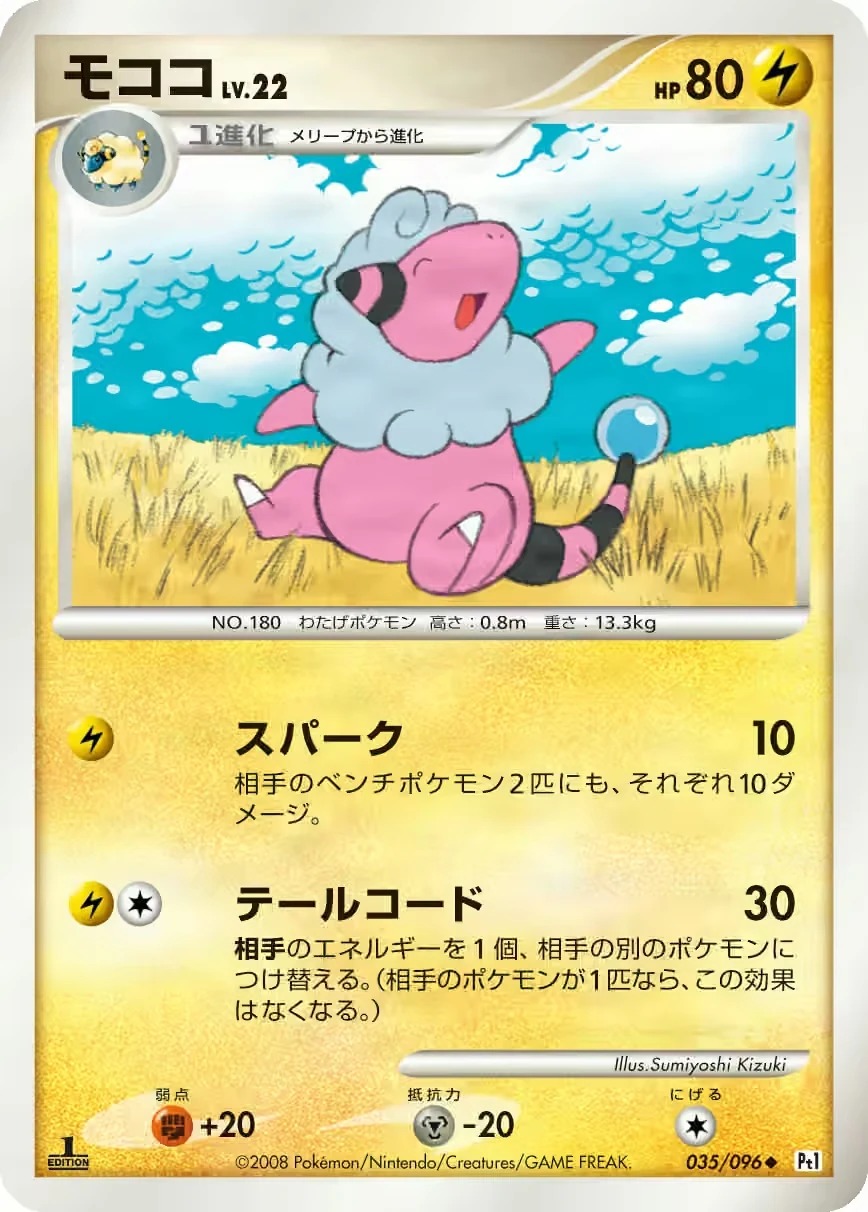 モココ LV.22 HP 80
1進化 メリープから進化
NO.180 わたげポケモン 高さ：0.8m 重さ：13.3kg
スパーク 10
相手のベンチポケモン2匹にも、それぞれ10ダ
メージ。
テールコード 30
相手のエネルギーを1個、相手の別のポケモンに
つけ替える。（相手のポケモンが1匹なら、この効果
はなくなる。）
Illus.Sumiyoshi Kizuki
弱点 抵抗力 にげる
+20 -20
1 EDITION ©2008 Pokémon/Nintendo/Creatures/GAME FREAK. 035/096 Pt1